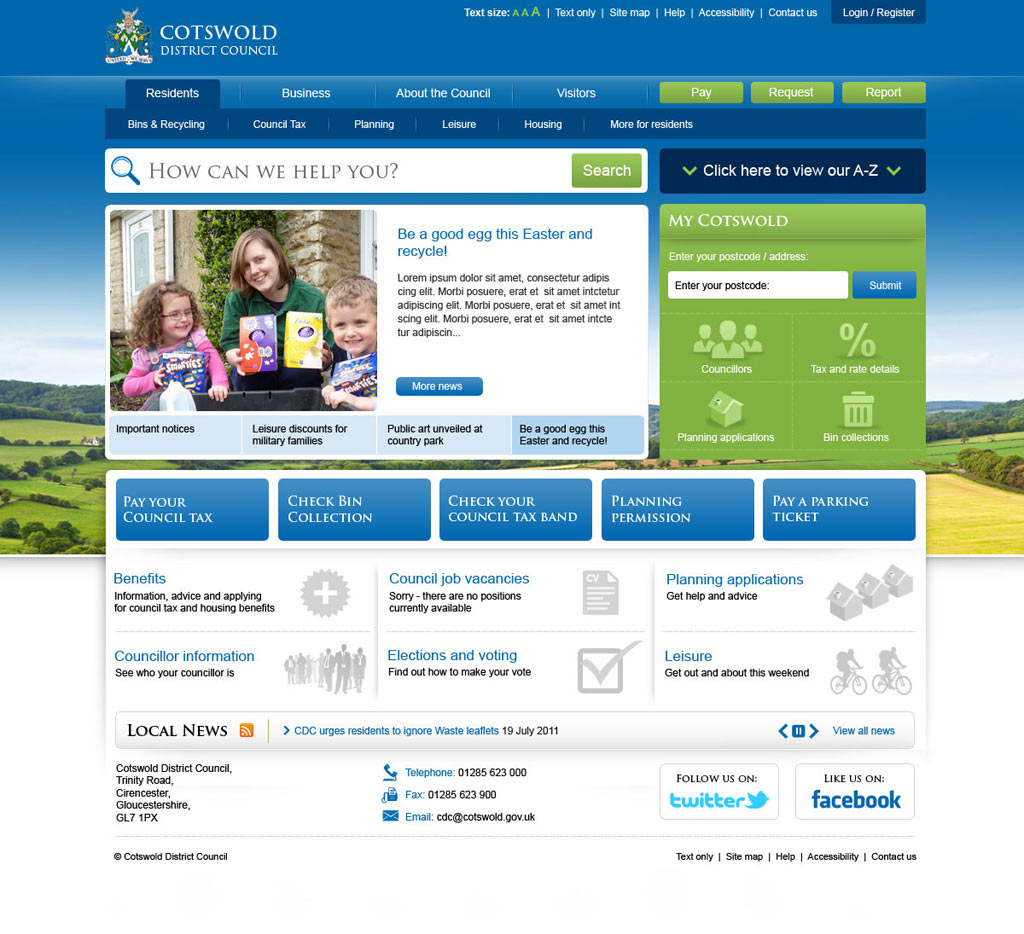 Text size: A A A | Text only | Site map | Help | Accessibility | Contact us
Login / Register
COTSWOLD
DISTRICT COUNCIL
Residents
Business
About the Council
Visitors
Pay
Request
Report
Bins & Recycling
Council Tax
Planning
Leisure
Housing
More for residents
How can we help you?
Search
Click here to view our A-Z
Be a good egg this Easter and
recycle!
Lorem ipsum dolor sit amet, consectetur adipis
cing elit. Morbi posuere, erat et sit amet intctetur
adipiscing elit. Morbi posuere, erat et sit amet int
scing elit. Morbi posuere, erat et sit amet intcte
tur adipiscin...
More news
SMARTIES
SMARTIES
Important notices
Leisure discounts for
military families
Public art unveiled at
country park
Be a good egg this
Easter and recycle!
My Cotswold
Enter your postcode / address:
Enter your postcode:
Submit
Councillors
%
Tax and rate details
Planning applications
Bin collections
Pay your
Council tax
Check Bin
Collection
Check your
council tax band
Planning
permission
Pay a parking
ticket
Benefits
Information, advice and applying
for council tax and housing benefits
Council job vacancies
Sorry - there are no positions
currently available
CV
Planning applications
Get help and advice
Councillor information
See who your councillor is
Elections and voting
Find out how to make your vote
Leisure
Get out and about this weekend
Local News
CDC urges residents to ignore Waste leaflets 19 July 2011
View all news
Cotswold District Council,
Trinity Road,
Cirencester,
Gloucestershire,
GL7 1PX
Telephone: 01285 623 000
Fax: 01285 623 900
Email: cdc@cotswold.gov.uk
Follow us on:
twitter
Like us on:
facebook
© Cotswold District Council
Text only | Site map | Help | Accessibility | Contact us